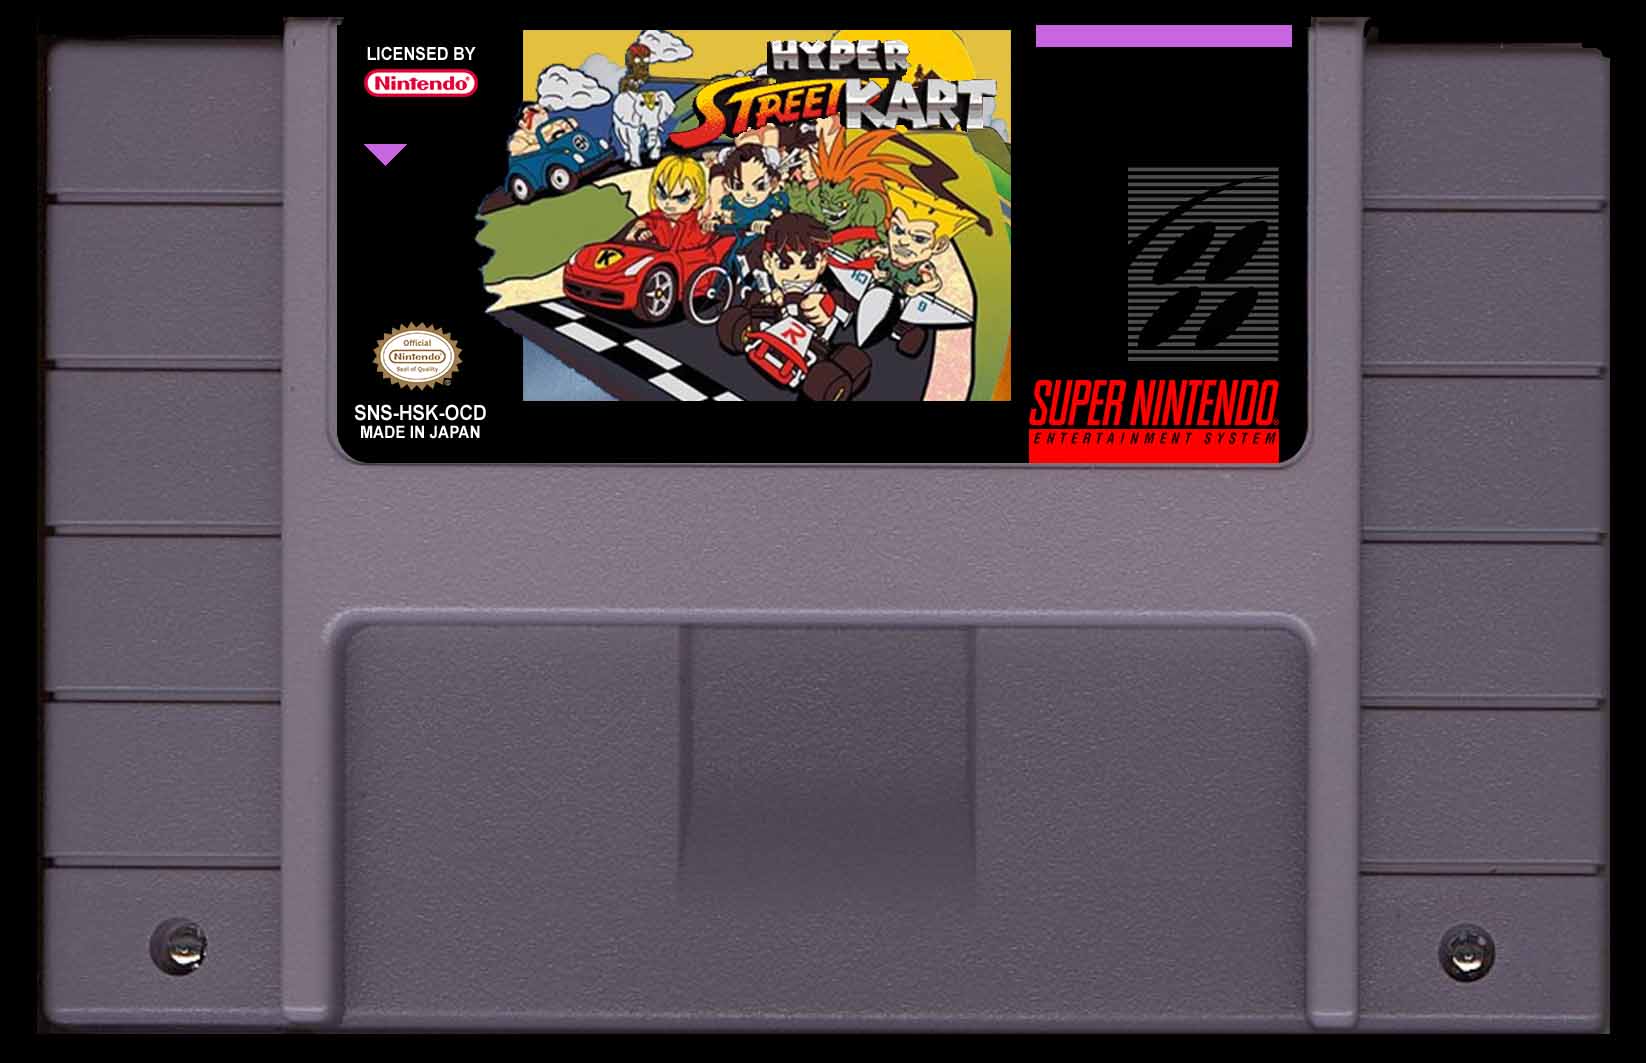 LICENSED BY
Nintendo®
HYPER
STREET KART
K
R
Official
Nintendo
Seal of Quality
®
SNS-HSK-OCD
MADE IN JAPAN
SUPER NINTENDO®
ENTERTAINMENT SYSTEM